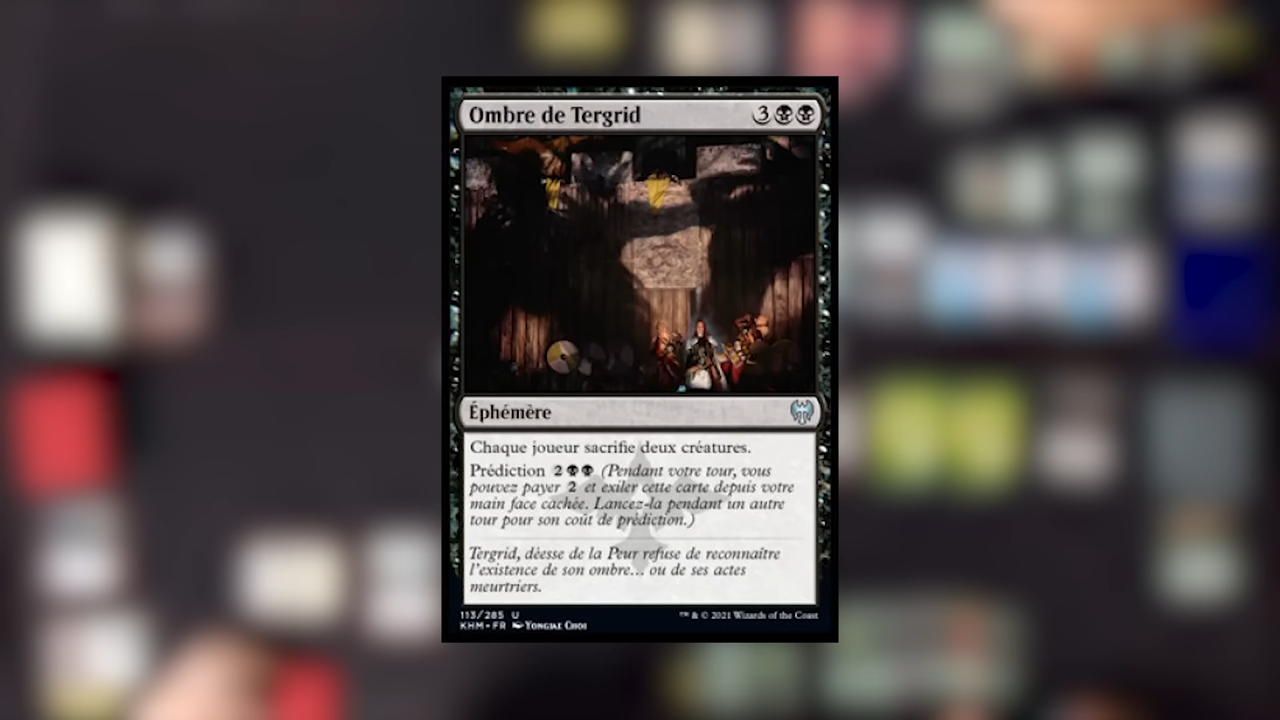 Ombre de Tergrid 3
Éphémère
Chaque joueur sacrifie deux créatures.
Prédiction 2 (Pendant votre tour, vous
pouvez payer 2 et exiler cette carte depuis votre
main face cachée. Lancez-la pendant un autre
tour pour son coût de prédiction.)
Tergrid, déesse de la Peur refuse de reconnaître
l'existence de son ombre... ou de ses actes
meurtriers.
113/285 U
™ & © 2021 Wizards of the Coast
KHM • FR Yongjae Choi